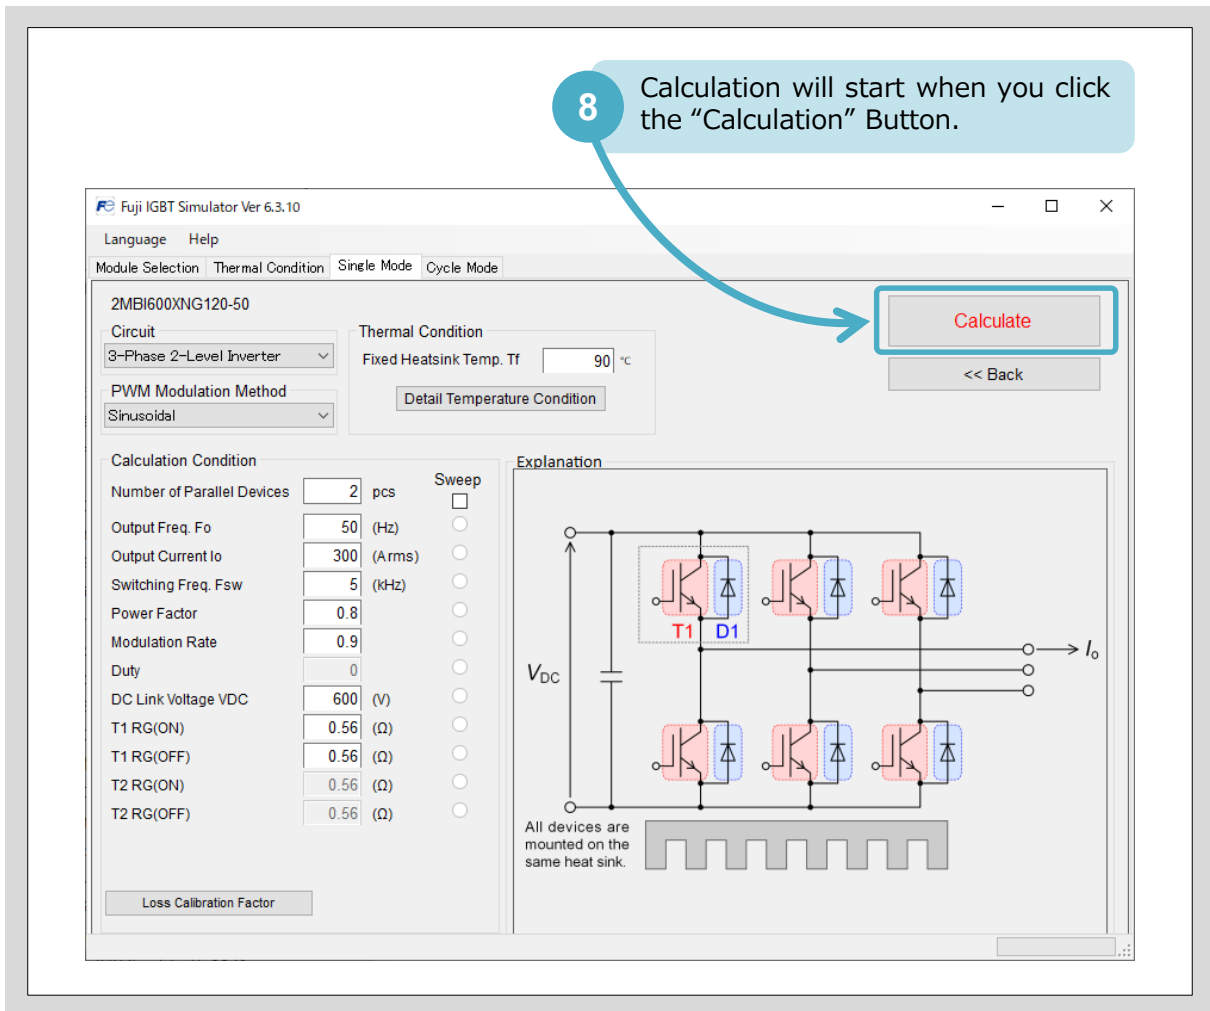 8
Calculation will start when you click
the “Calculation” Button.
Fe Fuji IGBT Simulator Ver 6.3.10
Language Help
Module Selection Thermal Condition Single Mode Cycle Mode
2MBI600XNG120-50
Circuit
3-Phase 2-Level Inverter
PWM Modulation Method
Sinusoidal
Thermal Condition
Fixed Heatsink Temp. Tf 90 ℃
Detail Temperature Condition
Calculate
<< Back
Calculation Condition
Sweep
Number of Parallel Devices 2 pcs
Output Freq. Fo 50 (Hz)
Output Current Io 300 (Arms)
Switching Freq. Fsw 5 (kHz)
Power Factor 0.8
Modulation Rate 0.9
Duty 0
DC Link Voltage VDC 600 (V)
T1 RG(ON) 0.56 (Ω)
T1 RG(OFF) 0.56 (Ω)
T2 RG(ON) 0.56 (Ω)
T2 RG(OFF) 0.56 (Ω)
Loss Calibration Factor
Explanation
T1 D1
Io
VDC
All devices are
mounted on the
same heat sink.